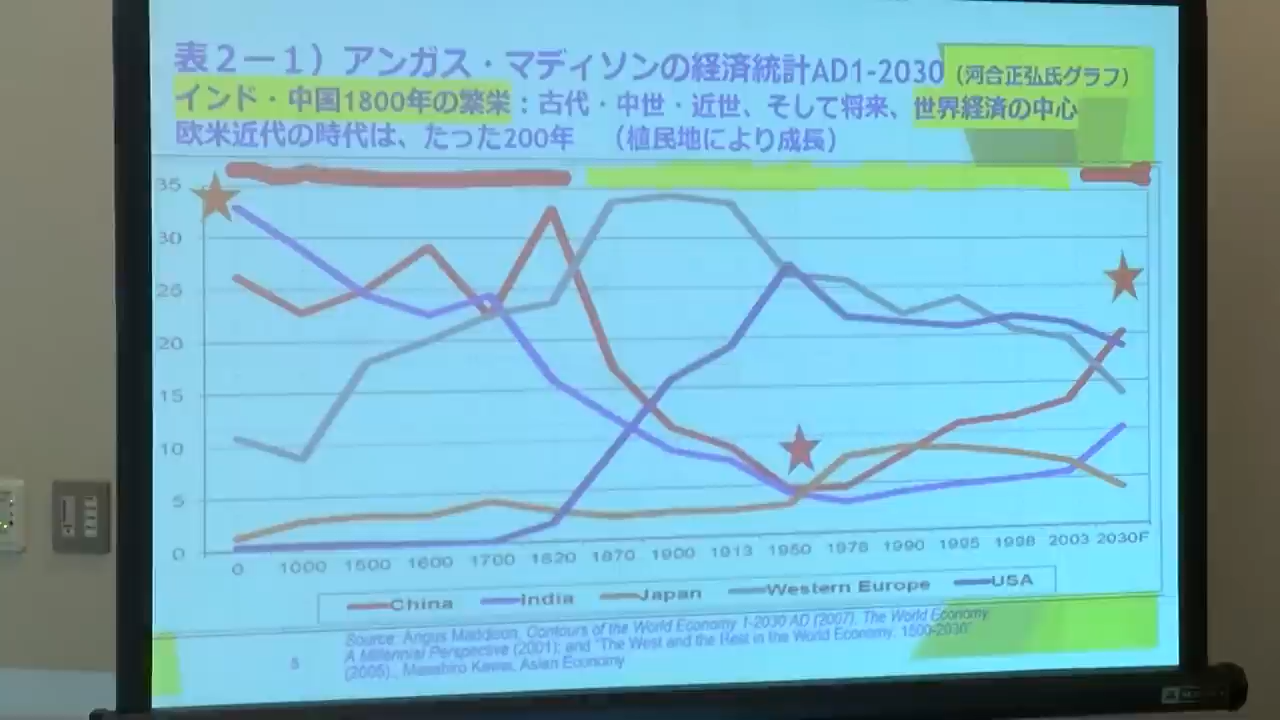 表2-1）アンガス・マディソンの経済統計AD1-2030（河合正弘氏グラフ）
インド・中国1800年の繁栄：古代・中世・近世、そして将来、世界経済の中心
欧米近代の時代は、たった200年 （植民地により成長）
35
30
25
20
15
10
5
0
0 1000 1500 1600 1700 1820 1870 1900 1913 1950 1978 1990 1995 1998 2003 2030F
China India Japan Western Europe USA
Source: Angus Maddison, Contours of the World Economy 1-2030 AD (2007), The World Economy
A Millennial Perspective (2001); and "The West and the Rest in the World Economy: 1500-2030"
(2005)., Masahiro Kawai, Asian Economy